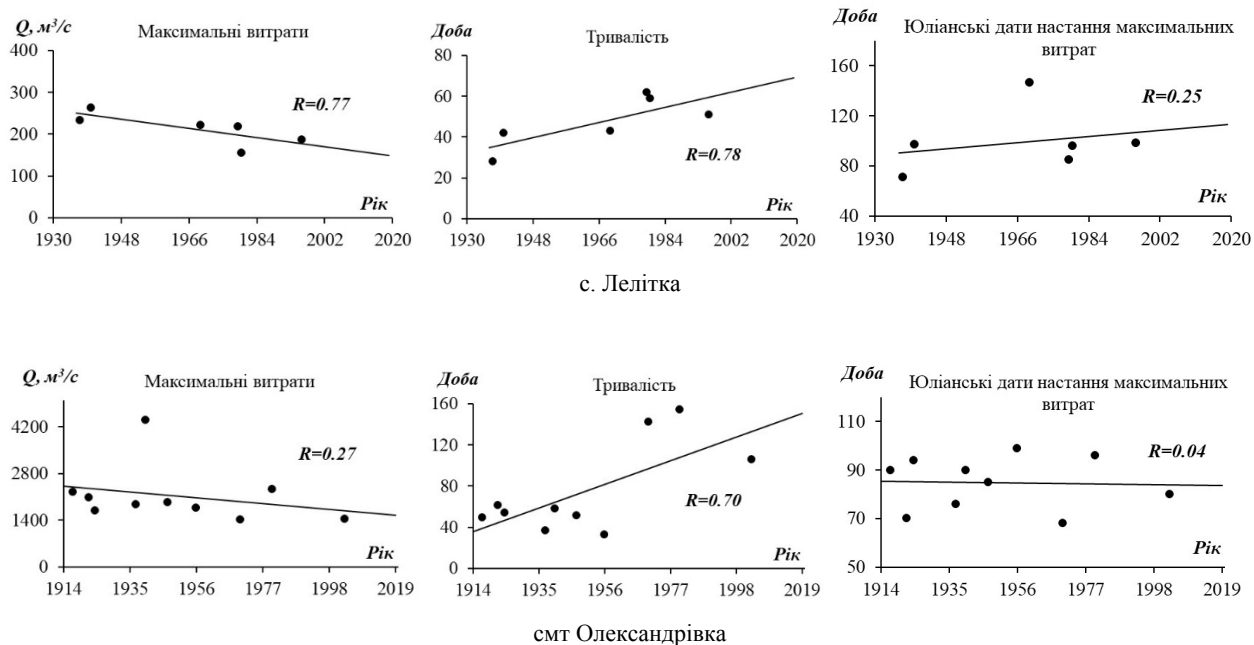 Q, м³/с
Максимальні витрати
400
300
200
100
0
R=0.77
Рік
1930 1948 1966 1984 2002 2020
Доба
Тривалість
80
60
40
20
0
R=0.78
Рік
1930 1948 1966 1984 2002 2020
Доба
Юліанські дати настання максимальних
витрат
160
120
80
40
R=0.25
Рік
1930 1948 1966 1984 2002 2020
с. Лелітка
Q, м³/с
Максимальні витрати
4200
2800
1400
0
R=0.27
Рік
1914 1935 1956 1977 1998 2019
Доба
Тривалість
160
120
80
40
0
R=0.70
Рік
1914 1935 1956 1977 1998 2019
Доба
Юліанські дати настання максимальних
витрат
110
90
70
50
R=0.04
Рік
1914 1935 1956 1977 1998 2019
смт Олександрівка